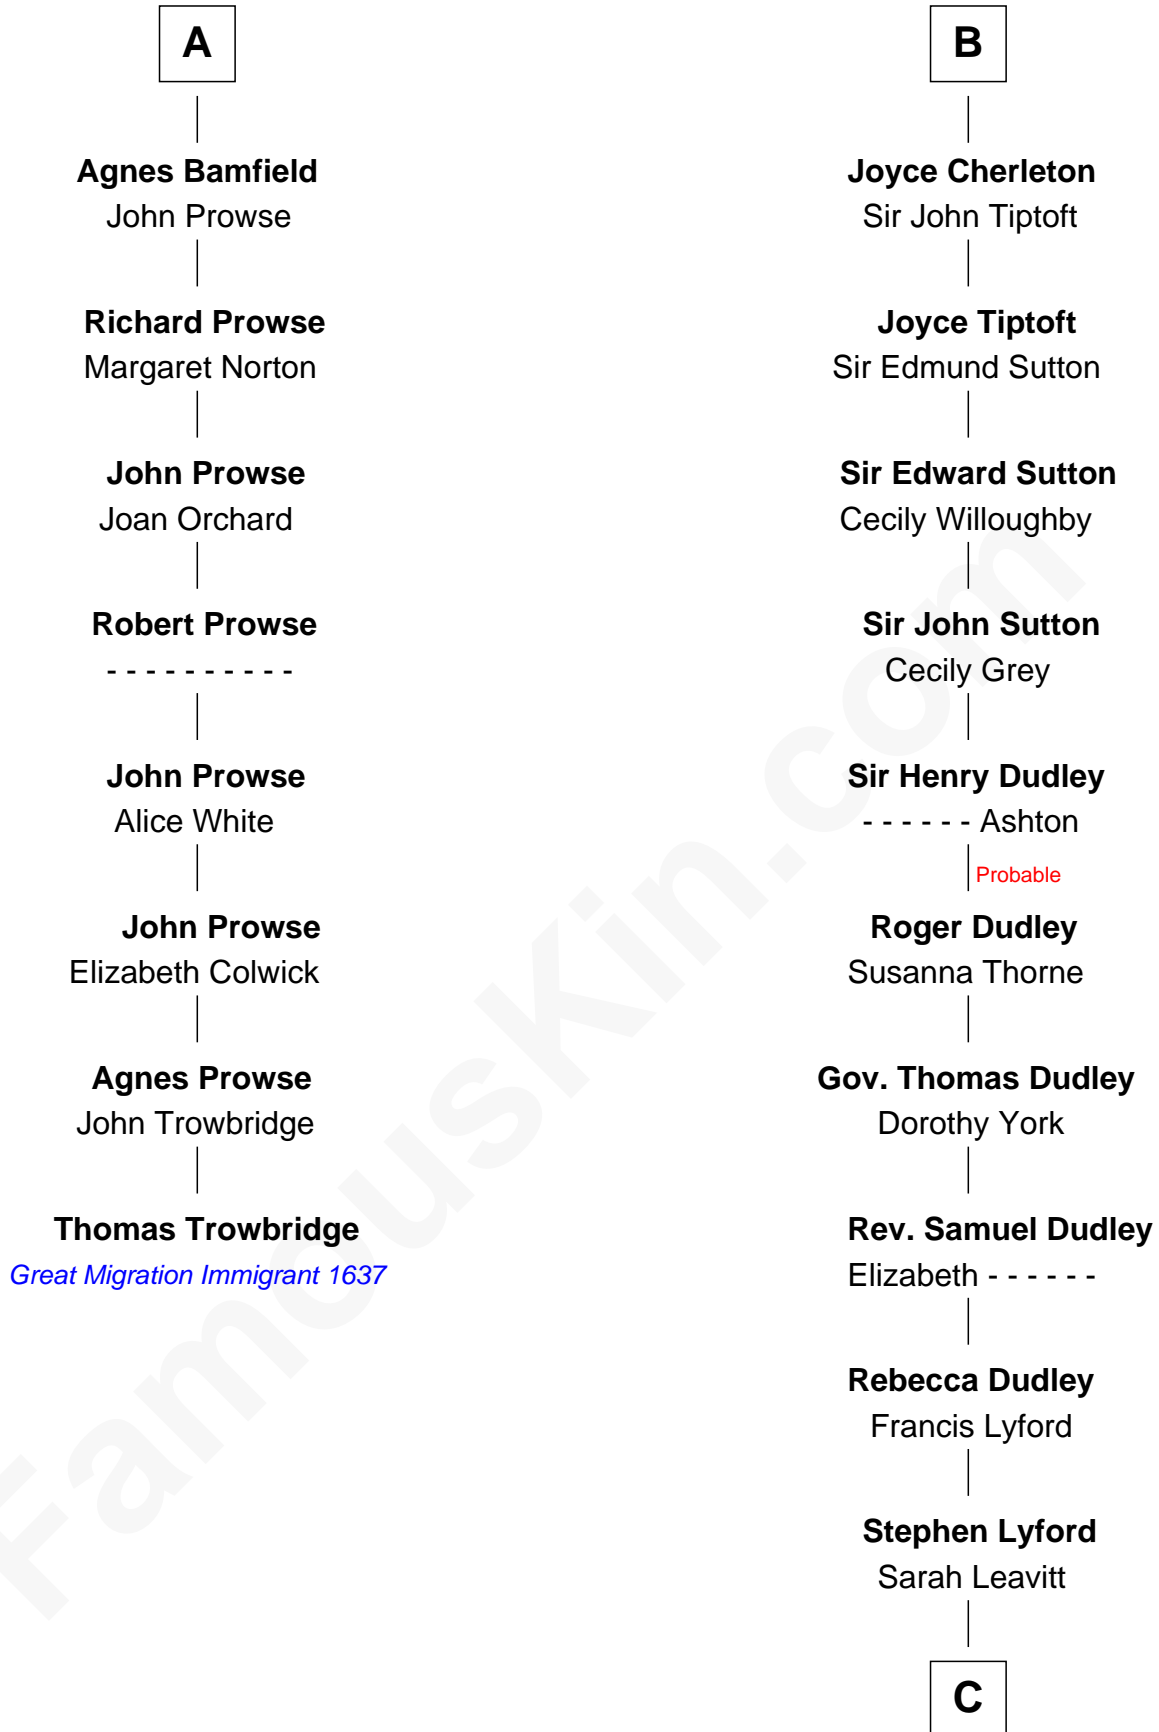 A
Agnes Bamfield
John Prowse
Richard Prowse
Margaret Norton
John Prowse
Joan Orchard
Robert Prowse
- - - - - - - - - -
John Prowse
Alice White
John Prowse
Elizabeth Colwick
Agnes Prowse
John Trowbridge
Thomas Trowbridge
Great Migration Immigrant 1637
B
Joyce Cherleton
Sir John Tiptoft
Joyce Tiptoft
Sir Edmund Sutton
Sir Edward Sutton
Cecily Willoughby
Sir John Sutton
Cecily Grey
Sir Henry Dudley
- - - - - - Ashton
Probable
Roger Dudley
Susanna Thorne
Gov. Thomas Dudley
Dorothy York
Rev. Samuel Dudley
Elizabeth - - - - - -
Rebecca Dudley
Francis Lyford
Stephen Lyford
Sarah Leavitt
C
FamousKin.com